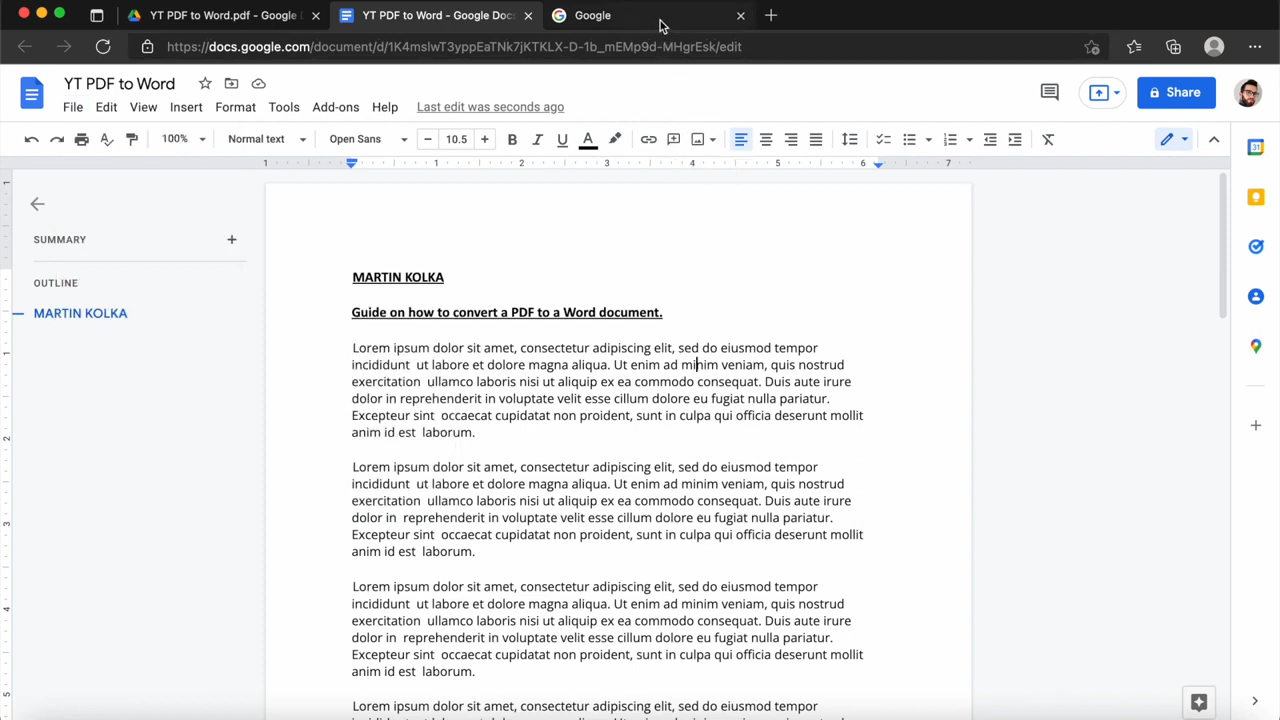 YT PDF to Word.pdf - Google D
YT PDF to Word - Google Docs
Google
https://docs.google.com/document/d/1K4mslwT3yppEaTNk7jKTKLX-D-1b_mEMp9d-MHgrEsk/edit
YT PDF to Word
File Edit View Insert Format Tools Add-ons Help Last edit was seconds ago
Share
100% Normal text Open Sans 10.5
1 1 2 3 4 5 6 7
SUMMARY
OUTLINE
MARTIN KOLKA
MARTIN KOLKA
Guide on how to convert a PDF to a Word document.
Lorem ipsum dolor sit amet, consectetur adipiscing elit, sed do eiusmod tempor
incididunt ut labore et dolore magna aliqua. Ut enim ad minim veniam, quis nostrud
exercitation ullamco laboris nisi ut aliquip ex ea commodo consequat. Duis aute irure
dolor in reprehenderit in voluptate velit esse cillum dolore eu fugiat nulla pariatur.
Excepteur sint occaecat cupidatat non proident, sunt in culpa qui officia deserunt mollit
anim id est laborum.
Lorem ipsum dolor sit amet, consectetur adipiscing elit, sed do eiusmod tempor
incididunt ut labore et dolore magna aliqua. Ut enim ad minim veniam, quis nostrud
exercitation ullamco laboris nisi ut aliquip ex ea commodo consequat. Duis aute irure
dolor in reprehenderit in voluptate velit esse cillum dolore eu fugiat nulla pariatur.
Excepteur sint occaecat cupidatat non proident, sunt in culpa qui officia deserunt mollit
anim id est laborum.
Lorem ipsum dolor sit amet, consectetur adipiscing elit, sed do eiusmod tempor
incididunt ut labore et dolore magna aliqua. Ut enim ad minim veniam, quis nostrud
exercitation ullamco laboris nisi ut aliquip ex ea commodo consequat. Duis aute irure
dolor in reprehenderit in voluptate velit esse cillum dolore eu fugiat nulla pariatur.
Excepteur sint occaecat cupidatat non proident, sunt in culpa qui officia deserunt mollit
anim id est laborum.
Lorem ipsum dolor sit amet, consectetur adipiscing elit, sed do eiusmod tempor